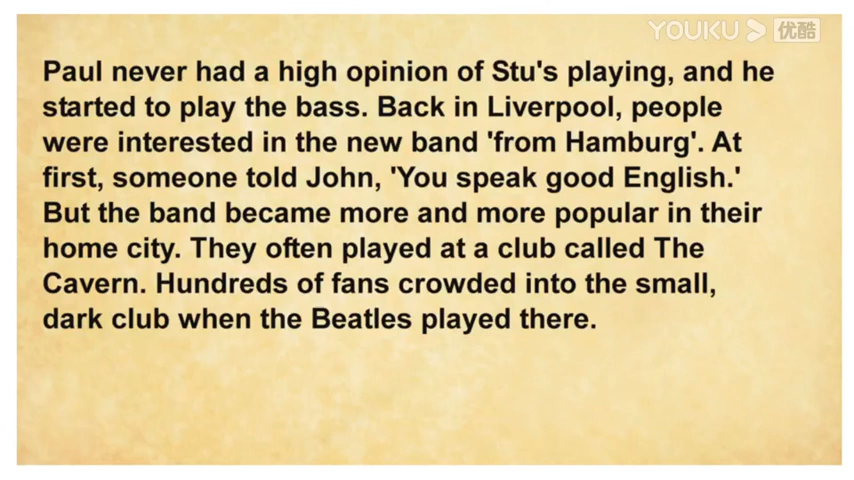 YOUKU 优酷
Paul never had a high opinion of Stu's playing, and he
started to play the bass. Back in Liverpool, people
were interested in the new band 'from Hamburg'. At
first, someone told John, 'You speak good English.'
But the band became more and more popular in their
home city. They often played at a club called The
Cavern. Hundreds of fans crowded into the small,
dark club when the Beatles played there.